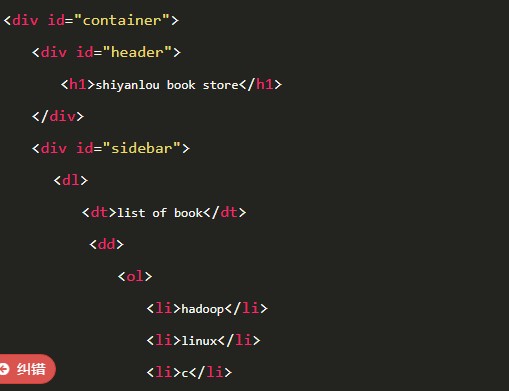 <div id="container">
<div id="header">
<h1>shiyanlou book store</h1>
</div>
<div id="sidebar">
<dl>
<dt>list of book</dt>
<dd>
<ol>
<li>hadoop</li>
<li>linux</li>
<li>c</li>
纠错